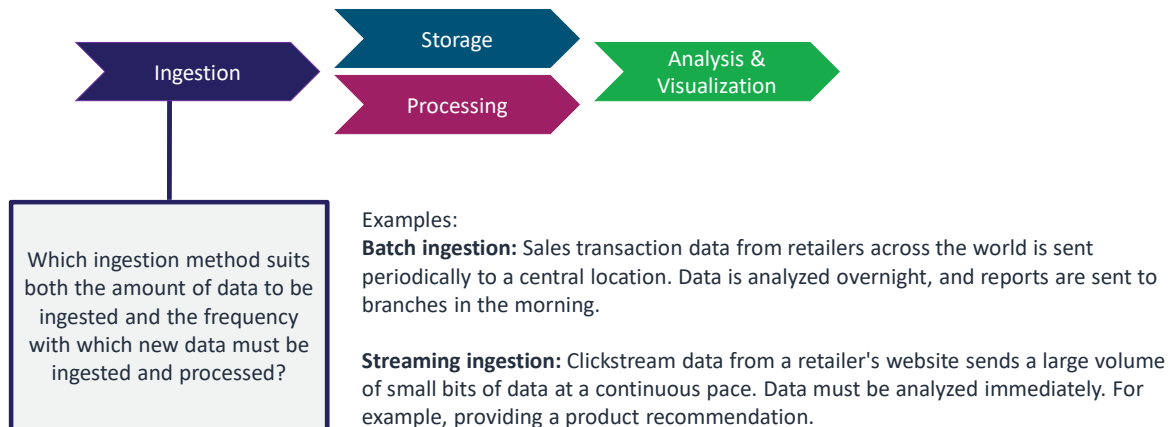 Ingestion
Storage
Processing
Analysis &
Visualization
Which ingestion method suits
both the amount of data to be
ingested and the frequency
with which new data must be
ingested and processed?
Examples:
Batch ingestion: Sales transaction data from retailers across the world is sent
periodically to a central location. Data is analyzed overnight, and reports are sent to
branches in the morning.
Streaming ingestion: Clickstream data from a retailer's website sends a large volume
of small bits of data at a continuous pace. Data must be analyzed immediately. For
example, providing a product recommendation.